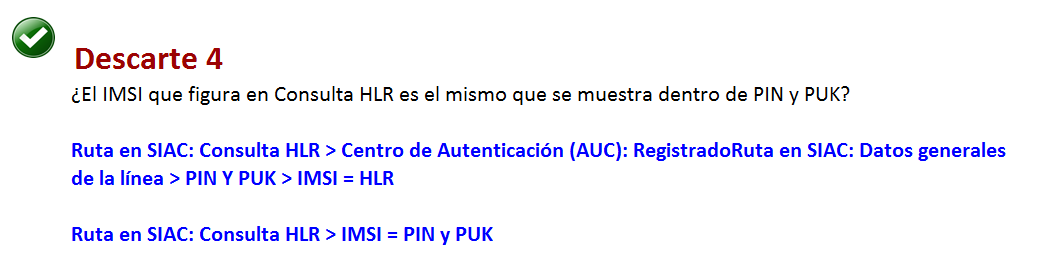 Descarte 4
¿El IMSI que figura en Consulta HLR es el mismo que se muestra dentro de PIN y PUK?
Ruta en SIAC: Consulta HLR > Centro de Autenticación (AUC): RegistradoRuta en SIAC: Datos generales
de la línea > PIN Y PUK > IMSI = HLR
Ruta en SIAC: Consulta HLR > IMSI = PIN y PUK